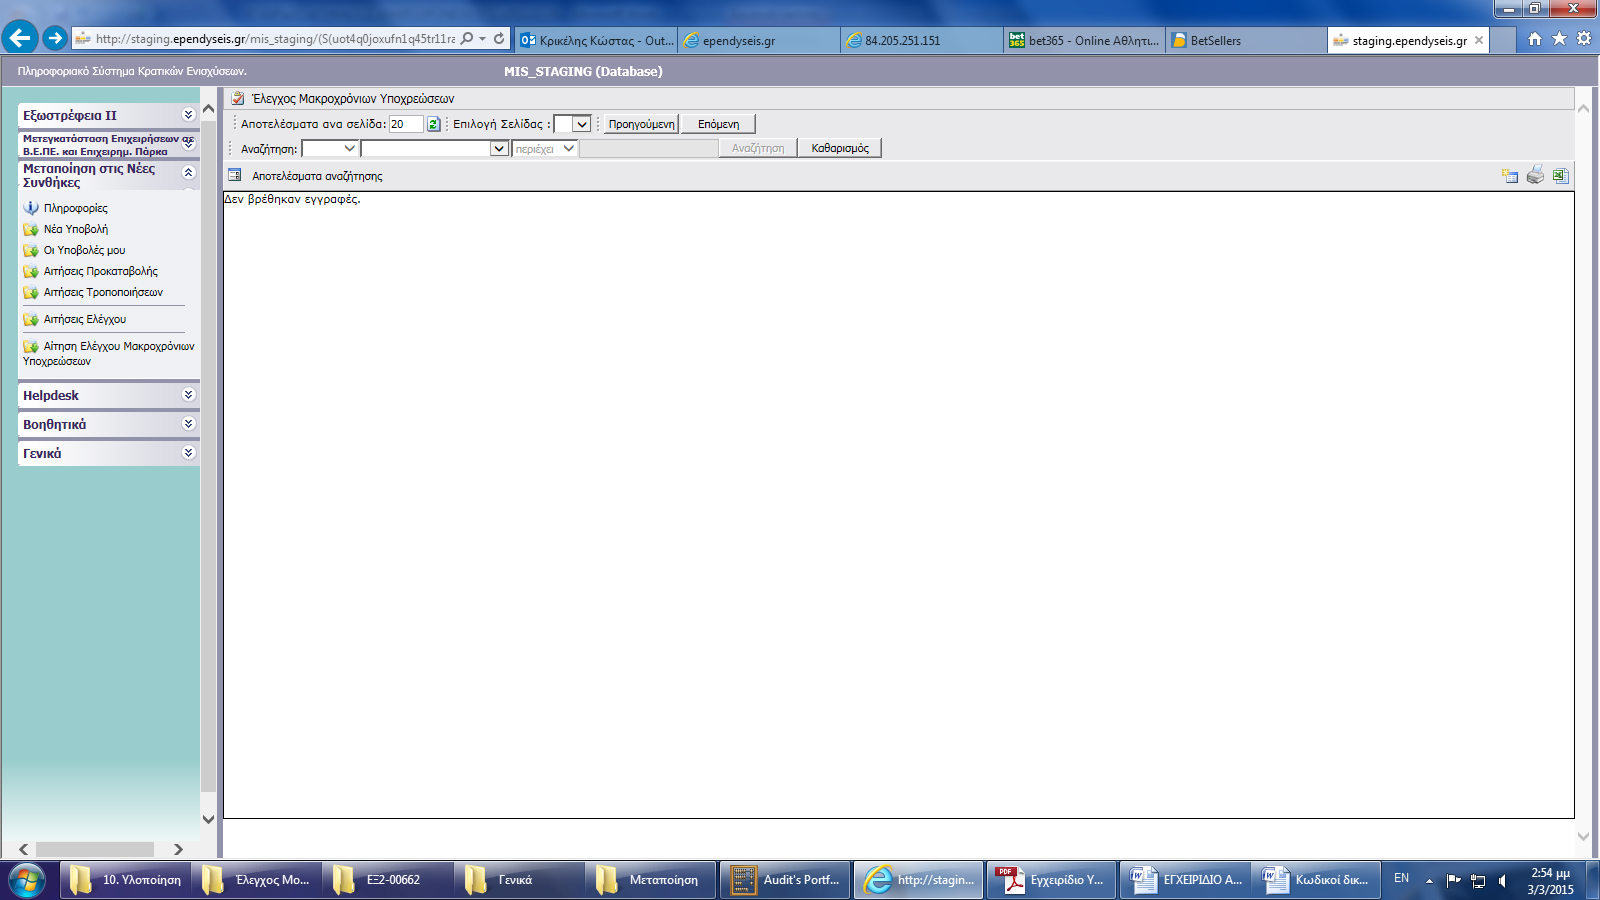 http://staging.ependyseis.gr/mis_staging/(S(uot4q0joxufn1q45tr11ra
Κρικέλης Κώστας - Out...
ependyseis.gr
84.205.251.151
bet365 - Online Αθλητι...
BetSellers
staging.ependyseis.gr
Πληροφοριακό Σύστημα Κρατικών Ενισχύσεων.
MIS_STAGING (Database)
Εξωστρέφεια ΙΙ
Μετεγκατάσταση Επιχειρήσεων σε
Β.Ε.ΠΕ. και Επιχειρημ. Πάρκα
Μεταποίηση στις Νέες
Συνθήκες
Πληροφορίες
Νέα Υποβολή
Οι Υποβολές μου
Αιτήσεις Προκαταβολής
Αιτήσεις Τροποποιήσεων
Αιτήσεις Ελέγχου
Αίτηση Ελέγχου Μακροχρόνιων
Υποχρεώσεων
Helpdesk
Βοηθητικά
Γενικά
Έλεγχος Μακροχρόνιων Υποχρεώσεων
Αποτελέσματα ανα σελίδα: 20
Επιλογή Σελίδας :
Προηγούμενη
Επόμενη
Αναζήτηση:
περιέχει
Αναζήτηση
Καθαρισμός
Αποτελέσματα αναζήτησης
Δεν βρέθηκαν εγγραφές.
10. Υλοποίηση
Έλεγχος Μο...
ΕΞ2-00662
Γενικά
Μεταποίηση
Audit's Portf...
http://stagin...
PDF
Εγχειρίδιο Υ...
ΕΓΧΕΙΡΙΔΙΟ Α...
Κωδικοί δικ...
EN
2:54 μμ
3/3/2015